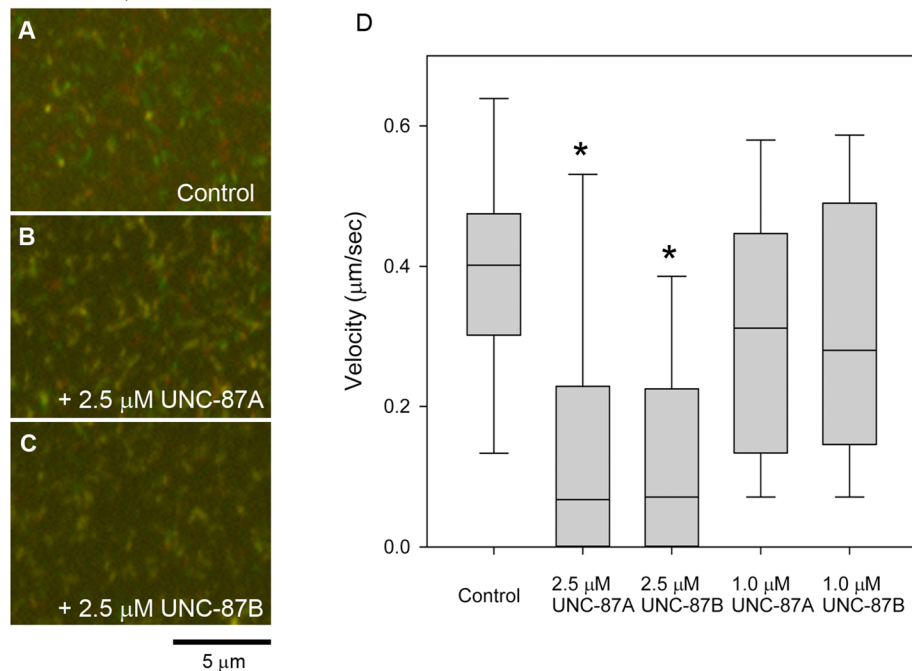 A
Control
B
+ 2.5 μM UNC-87A
C
+ 2.5 μM UNC-87B
5 μm
D
Velocity (μm/sec)
0.6
0.4
0.2
0.0
*
*
Control
2.5 μM
UNC-87A
2.5 μM
UNC-87B
1.0 μM
UNC-87A
1.0 μM
UNC-87B